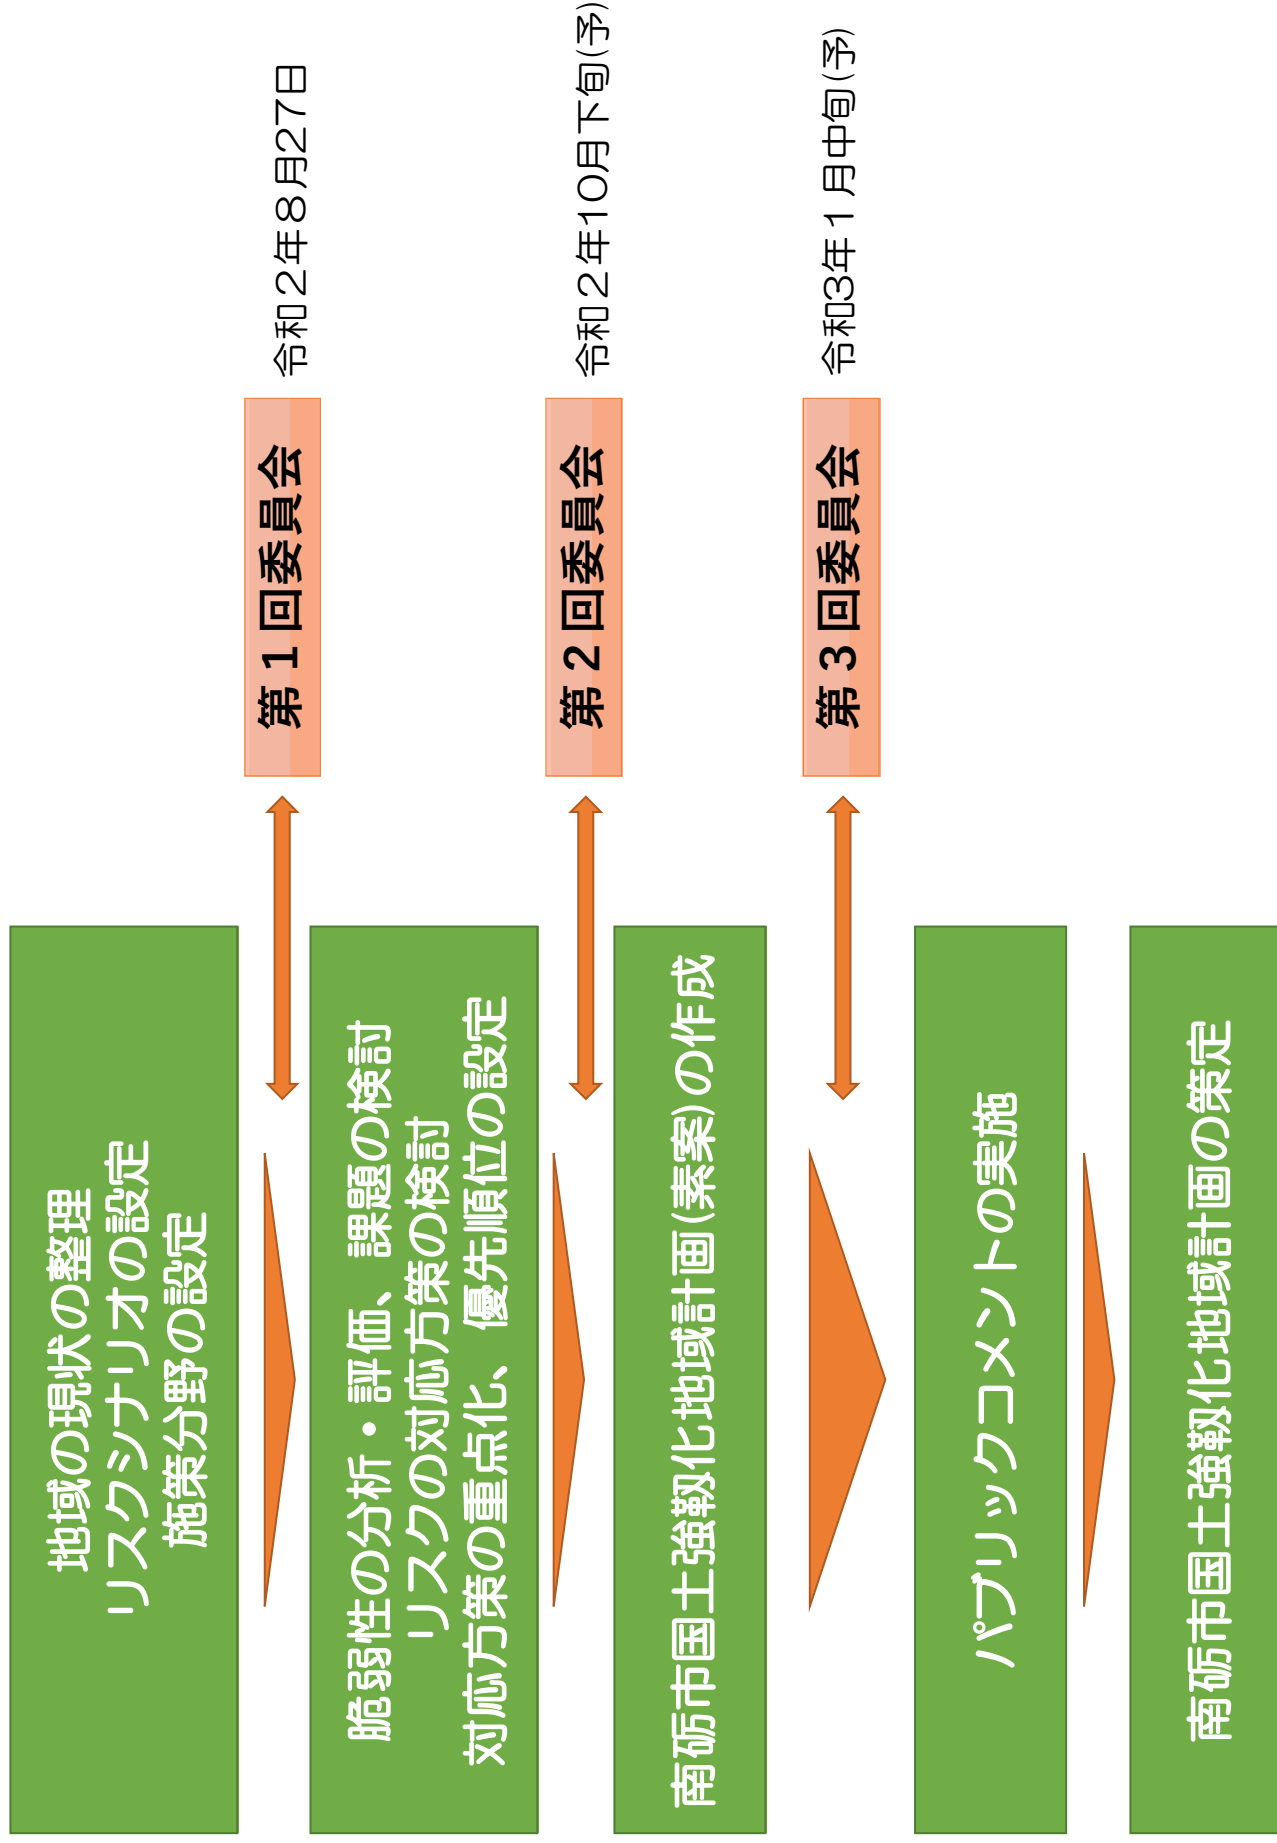 地域の現状の整理
リスクシナリオの設定
施策分野の設定
第1回委員会
令和2年8月27日
脆弱性の分析・評価、課題の検討
リスクの対応方策の検討
対応方策の重点化、優先順位の設定
第2回委員会
令和2年10月下旬(予)
南砺市国土強靱化地域計画(素案)の作成
第3回委員会
令和3年1月中旬(予)
パブリックコメントの実施
南砺市国土強靱化地域計画の策定